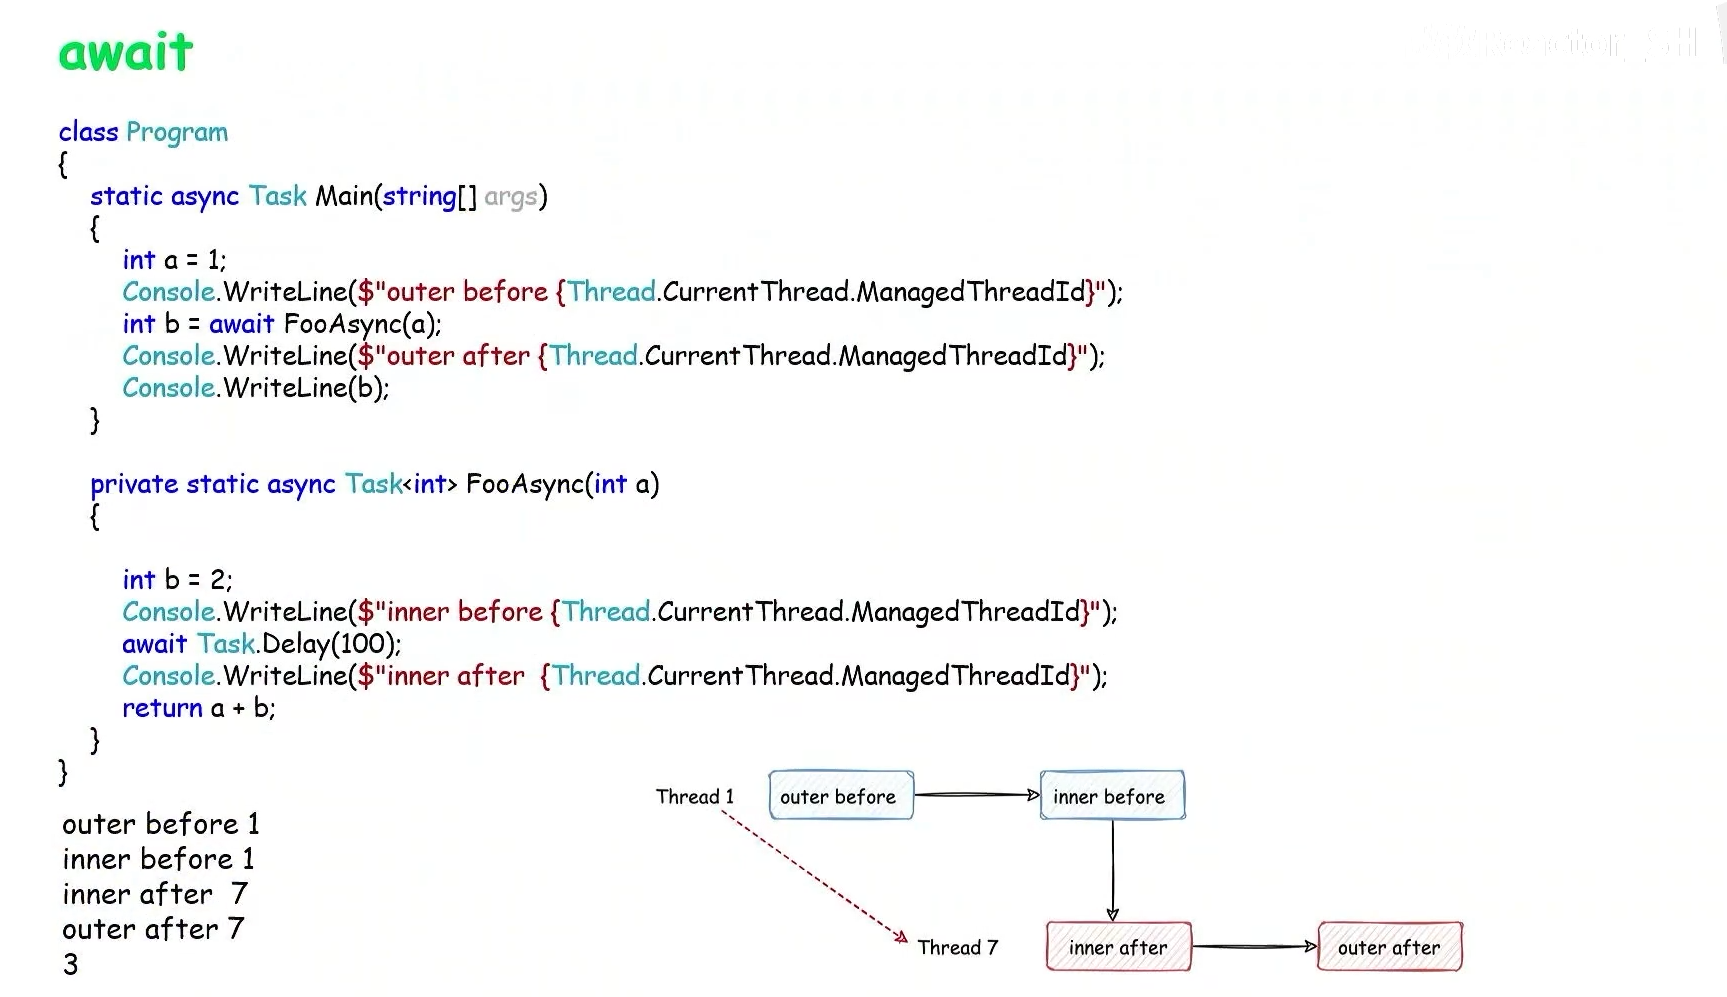 await
class Program
{
static async Task Main(string[] args)
{
int a = 1;
Console.WriteLine($"outer before {Thread.CurrentThread.ManagedThreadId}");
int b = await FooAsync(a);
Console.WriteLine($"outer after {Thread.CurrentThread.ManagedThreadId}");
Console.WriteLine(b);
}
private static async Task<int> FooAsync(int a)
{
int b = 2;
Console.WriteLine($"inner before {Thread.CurrentThread.ManagedThreadId}");
await Task.Delay(100);
Console.WriteLine($"inner after  {Thread.CurrentThread.ManagedThreadId}");
return a + b;
}
}
outer before 1
inner before 1
inner after  7
outer after 7
3
Thread 1
outer before
inner before
Thread 7
inner after
outer after